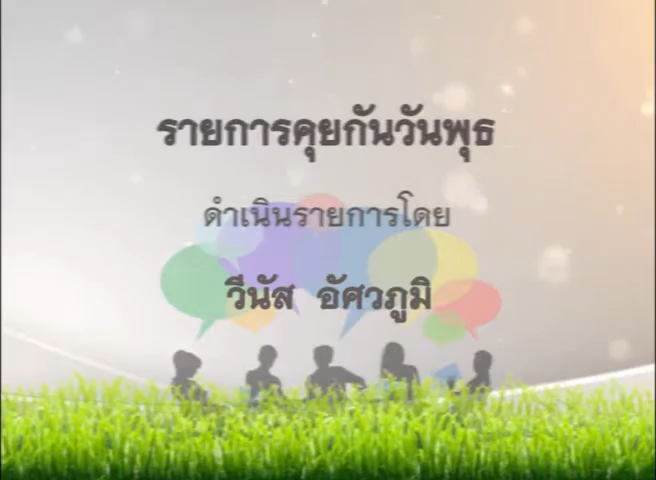 รายการคุยกันวันพุธ
ดำเนินรายการโดย
วีนัส อัศวภูมิ